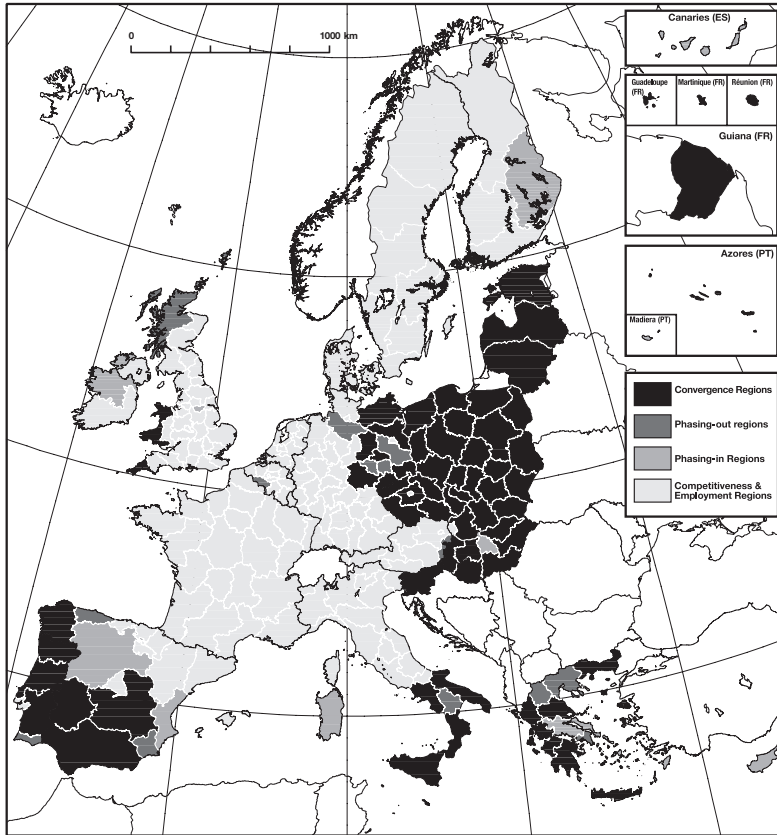 Canaries (ES)
0
1000 km
Guadeloupe
(FR)
Martinique (FR)
Réunion (FR)
Guiana (FR)
Azores (PT)
Madiera (PT)
Convergence Regions
Phasing-out regions
Phasing-in Regions
Competitiveness &
Employment Regions